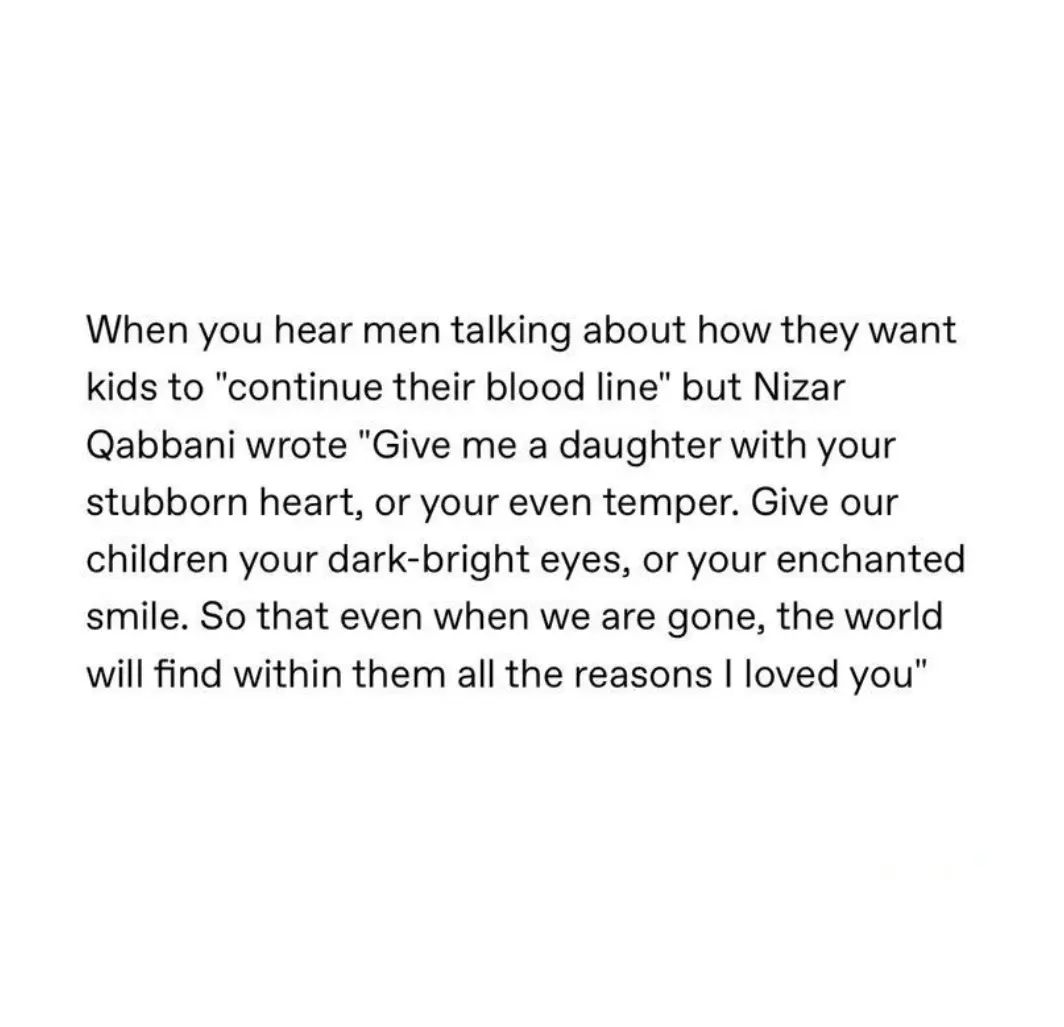 When you hear men talking about how they want
kids to "continue their blood line" but Nizar
Qabbani wrote "Give me a daughter with your
stubborn heart, or your even temper. Give our
children your dark-bright eyes, or your enchanted
smile. So that even when we are gone, the world
will find within them all the reasons I loved you"